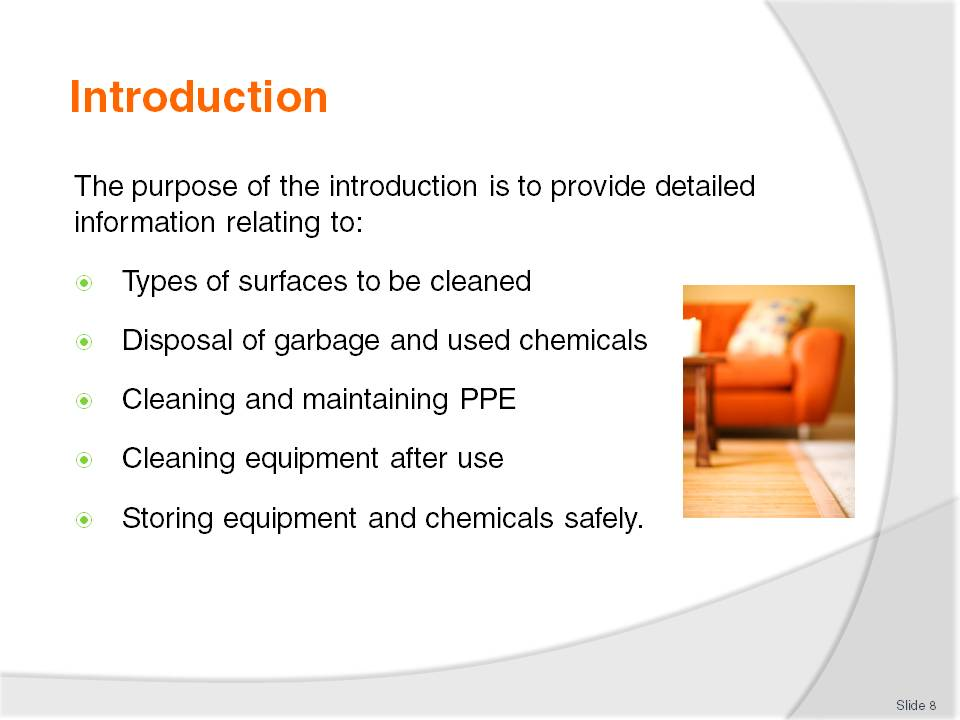 Introduction
The purpose of the introduction is to provide detailed
information relating to:
Types of surfaces to be cleaned
Disposal of garbage and used chemicals
Cleaning and maintaining PPE
Cleaning equipment after use
Storing equipment and chemicals safely.
Slide 8